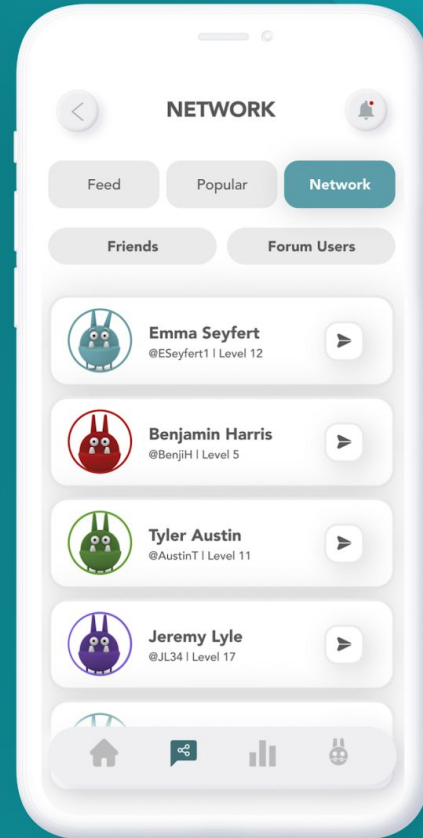 NETWORK
Feed Popular Network
Friends Forum Users
Emma Seyfert
@ESeyfert1 | Level 12
Benjamin Harris
@BenjiH | Level 5
Tyler Austin
@AustinT | Level 11
Jeremy Lyle
@JL34 | Level 17